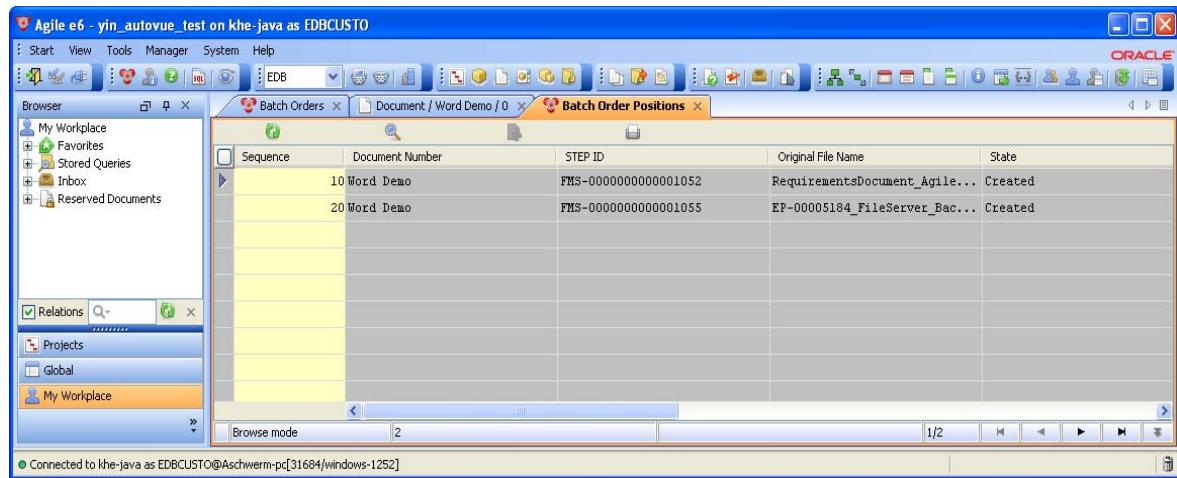 Agile e6 - yin_autovue_test on khe-java as EDBCUSTO
Start View Tools Manager System Help
ORACLE
EDB
Browser
Batch Orders
Document / Word Demo / 0
Batch Order Positions
My Workplace
Favorites
Stored Queries
Inbox
Reserved Documents
Sequence Document Number STEP ID Original File Name State
10 Word Demo FMS-0000000000001052 RequirementsDocument_Agile... Created
20 Word Demo FMS-0000000000001055 EP-00005184_FileServer_Bac... Created
Relations
Projects
Global
My Workplace
Browse mode 2 1/2
Connected to khe-java as EDBCUSTO@Aschwerm-pc[31684/windows-1252]